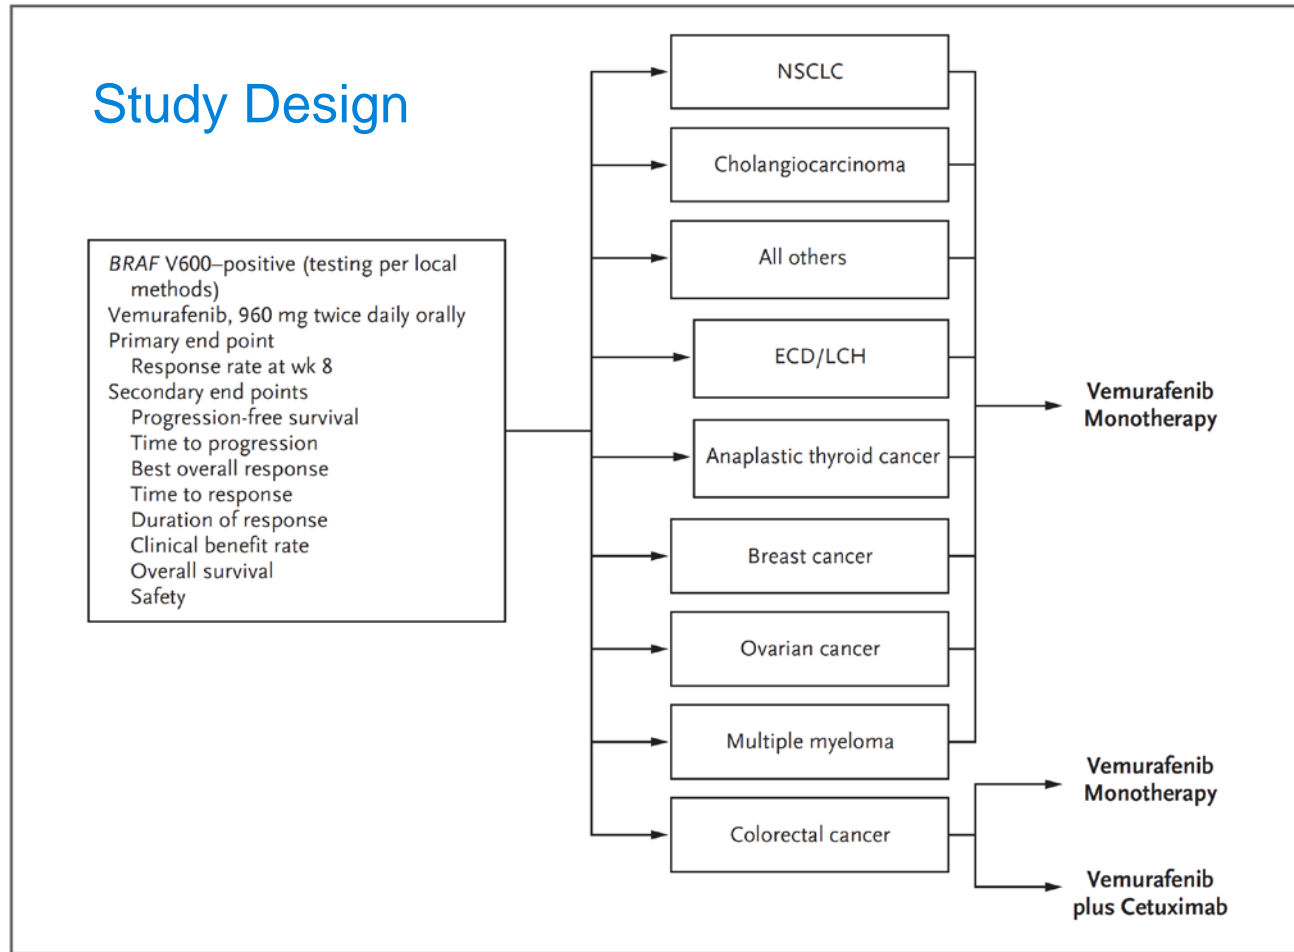 Study Design
BRAF V600–positive (testing per local
methods)
Vemurafenib, 960 mg twice daily orally
Primary end point
Response rate at wk 8
Secondary end points
Progression-free survival
Time to progression
Best overall response
Time to response
Duration of response
Clinical benefit rate
Overall survival
Safety
NSCLC
Cholangiocarcinoma
All others
ECD/LCH
Anaplastic thyroid cancer
Breast cancer
Ovarian cancer
Multiple myeloma
Colorectal cancer
Vemurafenib
Monotherapy
Vemurafenib
Monotherapy
Vemurafenib
plus Cetuximab